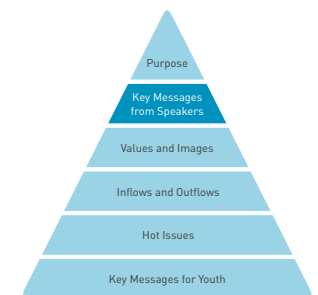 Purpose
Key Messages
from Speakers
Values and Images
Inflows and Outflows
Hot Issues
Key Messages for Youth